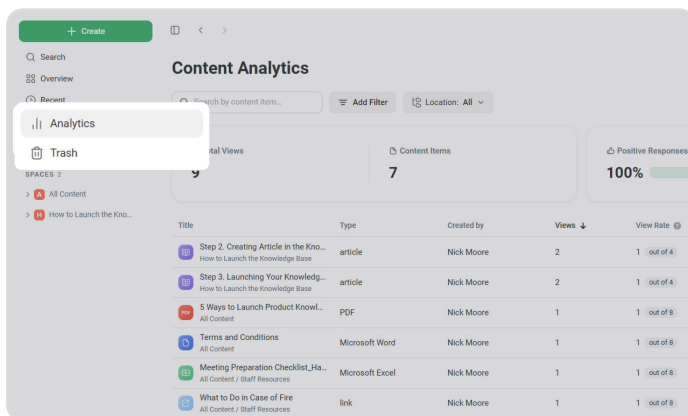 + Create
Search
Overview
Recent
Analytics
Trash
SPACES 2
A All Content
H How to Launch the Kno...
Content Analytics
Search by content item...
Add Filter
Location: All
Total Views
9
Content Items
7
Positive Responses
100%
Title Type Created by Views View Rate
Step 2. Creating Article in the Kno... article Nick Moore 2 1 out of 4
How to Launch the Knowledge Base
Step 3. Launching Your Knowledg... article Nick Moore 2 1 out of 4
How to Launch the Knowledge Base
PDF 5 Ways to Launch Product Knowl... PDF Nick Moore 1 1 out of 8
All Content
Terms and Conditions Microsoft Word Nick Moore 1 1 out of 8
All Content
Meeting Preparation Checklist_Ha... Microsoft Excel Nick Moore 1 1 out of 8
All Content / Staff Resources
What to Do in Case of Fire link Nick Moore 1 1 out of 8
All Content / Staff Resources